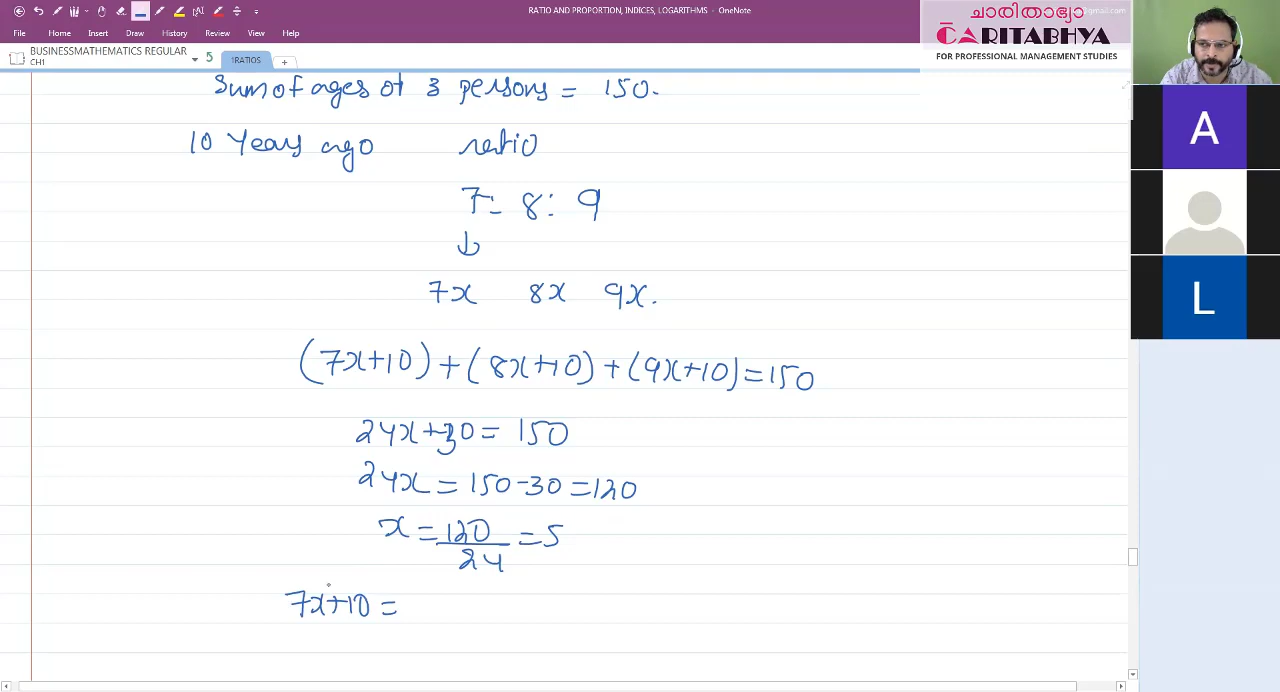 RATIO AND PROPORTION, INDICES, LOGARITHMS - OneNote
ചാരിതാഭ്യാ
CARITABHYA
FOR PROFESSIONAL MANAGEMENT STUDIES
File Home Insert Draw History Review View Help
BUSINESSMATHEMATICS REGULAR
CH1
5
1RATIOS
Sum of ages of 3 persons = 150.
10 Years ago ratio
7: 8: 9
↓
7x 8x 9x.
(7x+10)+(8x+10)+(9x+10)=150
24x+30= 150
24x = 150-30=120
x = 120/24 = 5
7x+10 =
A
L